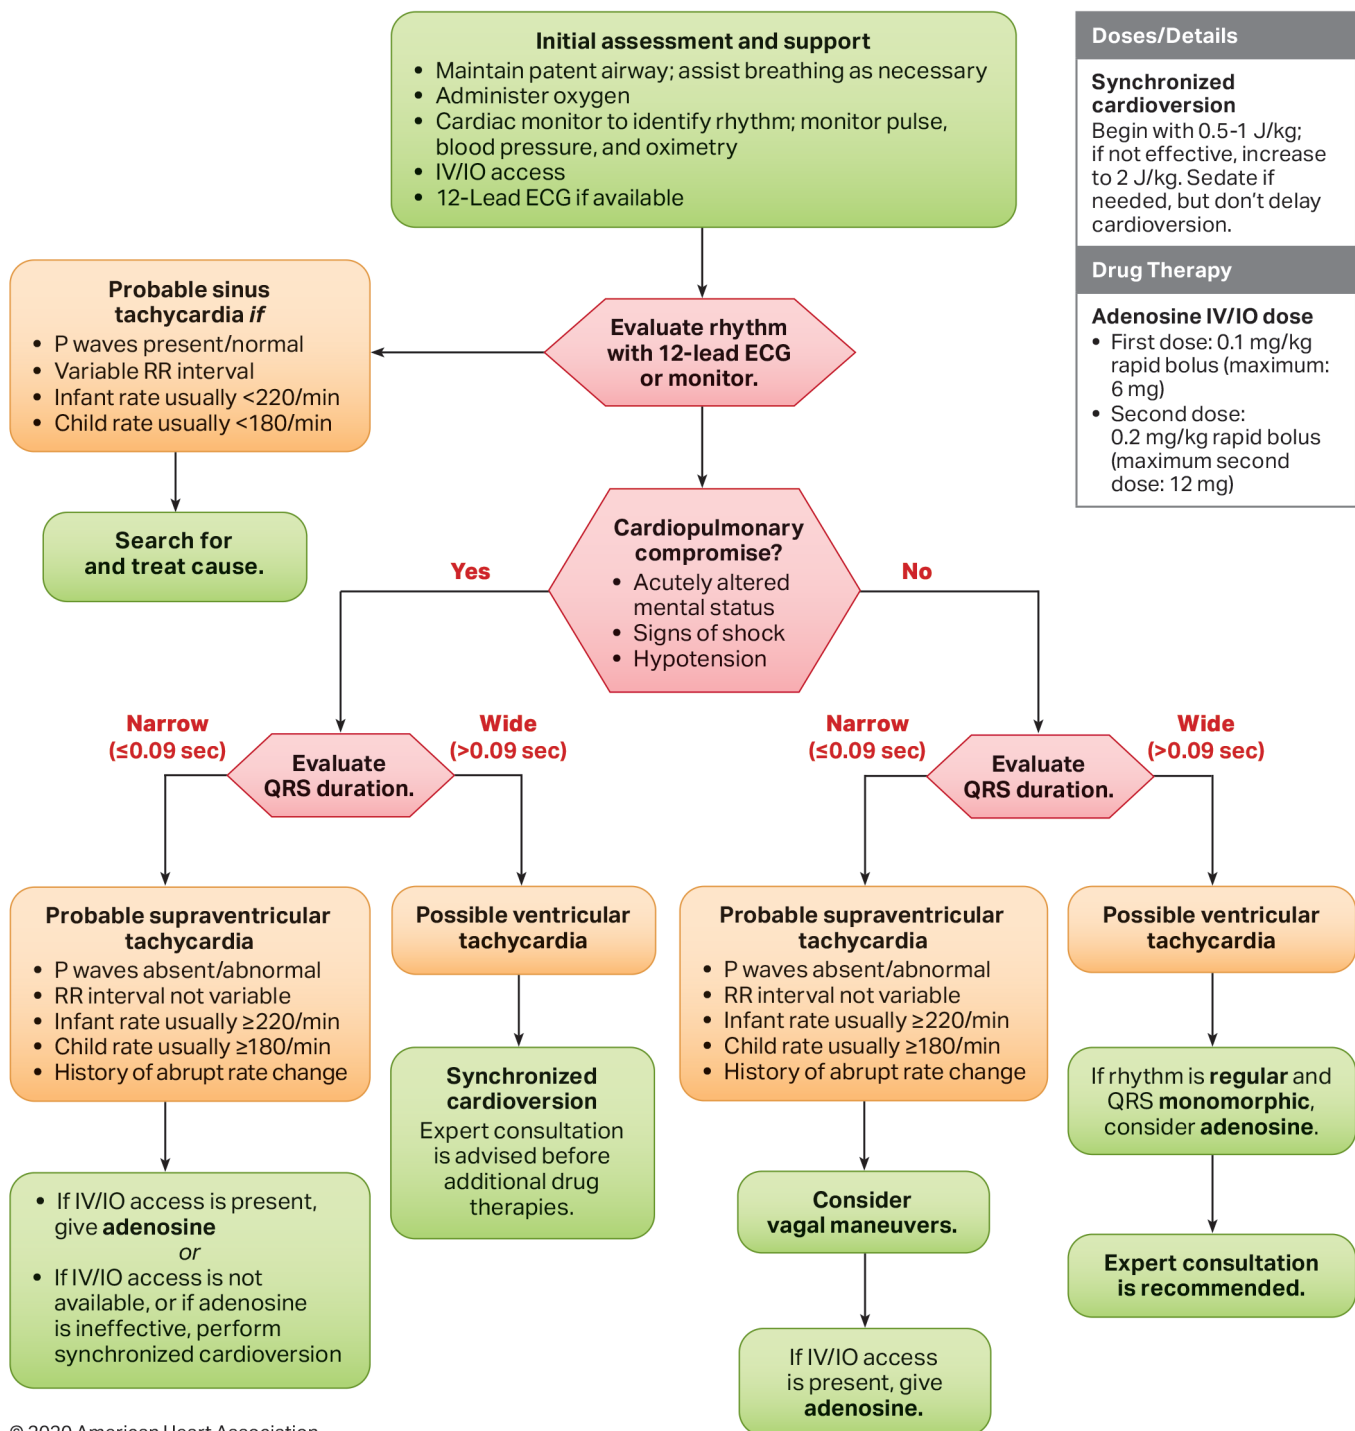 Initial assessment and support
• Maintain patent airway; assist breathing as necessary
• Administer oxygen
• Cardiac monitor to identify rhythm; monitor pulse,
blood pressure, and oximetry
• IV/IO access
• 12-Lead ECG if available
Doses/Details
Synchronized
cardioversion
Begin with 0.5-1 J/kg;
if not effective, increase
to 2 J/kg. Sedate if
needed, but don't delay
cardioversion.
Drug Therapy
Adenosine IV/IO dose
• First dose: 0.1 mg/kg
rapid bolus (maximum:
6 mg)
• Second dose:
0.2 mg/kg rapid bolus
(maximum second
dose: 12 mg)
Evaluate rhythm
with 12-lead ECG
or monitor.
Probable sinus
tachycardia if
• P waves present/normal
• Variable RR interval
• Infant rate usually <220/min
• Child rate usually <180/min
Search for
and treat cause.
Cardiopulmonary
compromise?
• Acutely altered
mental status
• Signs of shock
• Hypotension
Yes
No
Narrow
(≤0.09 sec)
Evaluate
QRS duration.
Wide
(>0.09 sec)
Narrow
(≤0.09 sec)
Evaluate
QRS duration.
Wide
(>0.09 sec)
Probable supraventricular
tachycardia
• P waves absent/abnormal
• RR interval not variable
• Infant rate usually ≥220/min
• Child rate usually ≥180/min
• History of abrupt rate change
• If IV/IO access is present,
give adenosine
or
• If IV/IO access is not
available, or if adenosine
is ineffective, perform
synchronized cardioversion
Possible ventricular
tachycardia
Synchronized
cardioversion
Expert consultation
is advised before
additional drug
therapies.
Probable supraventricular
tachycardia
• P waves absent/abnormal
• RR interval not variable
• Infant rate usually ≥220/min
• Child rate usually ≥180/min
• History of abrupt rate change
Consider
vagal maneuvers.
If IV/IO access
is present, give
adenosine.
Possible ventricular
tachycardia
If rhythm is regular and
QRS monomorphic,
consider adenosine.
Expert consultation
is recommended.
© 2020 American Heart Association